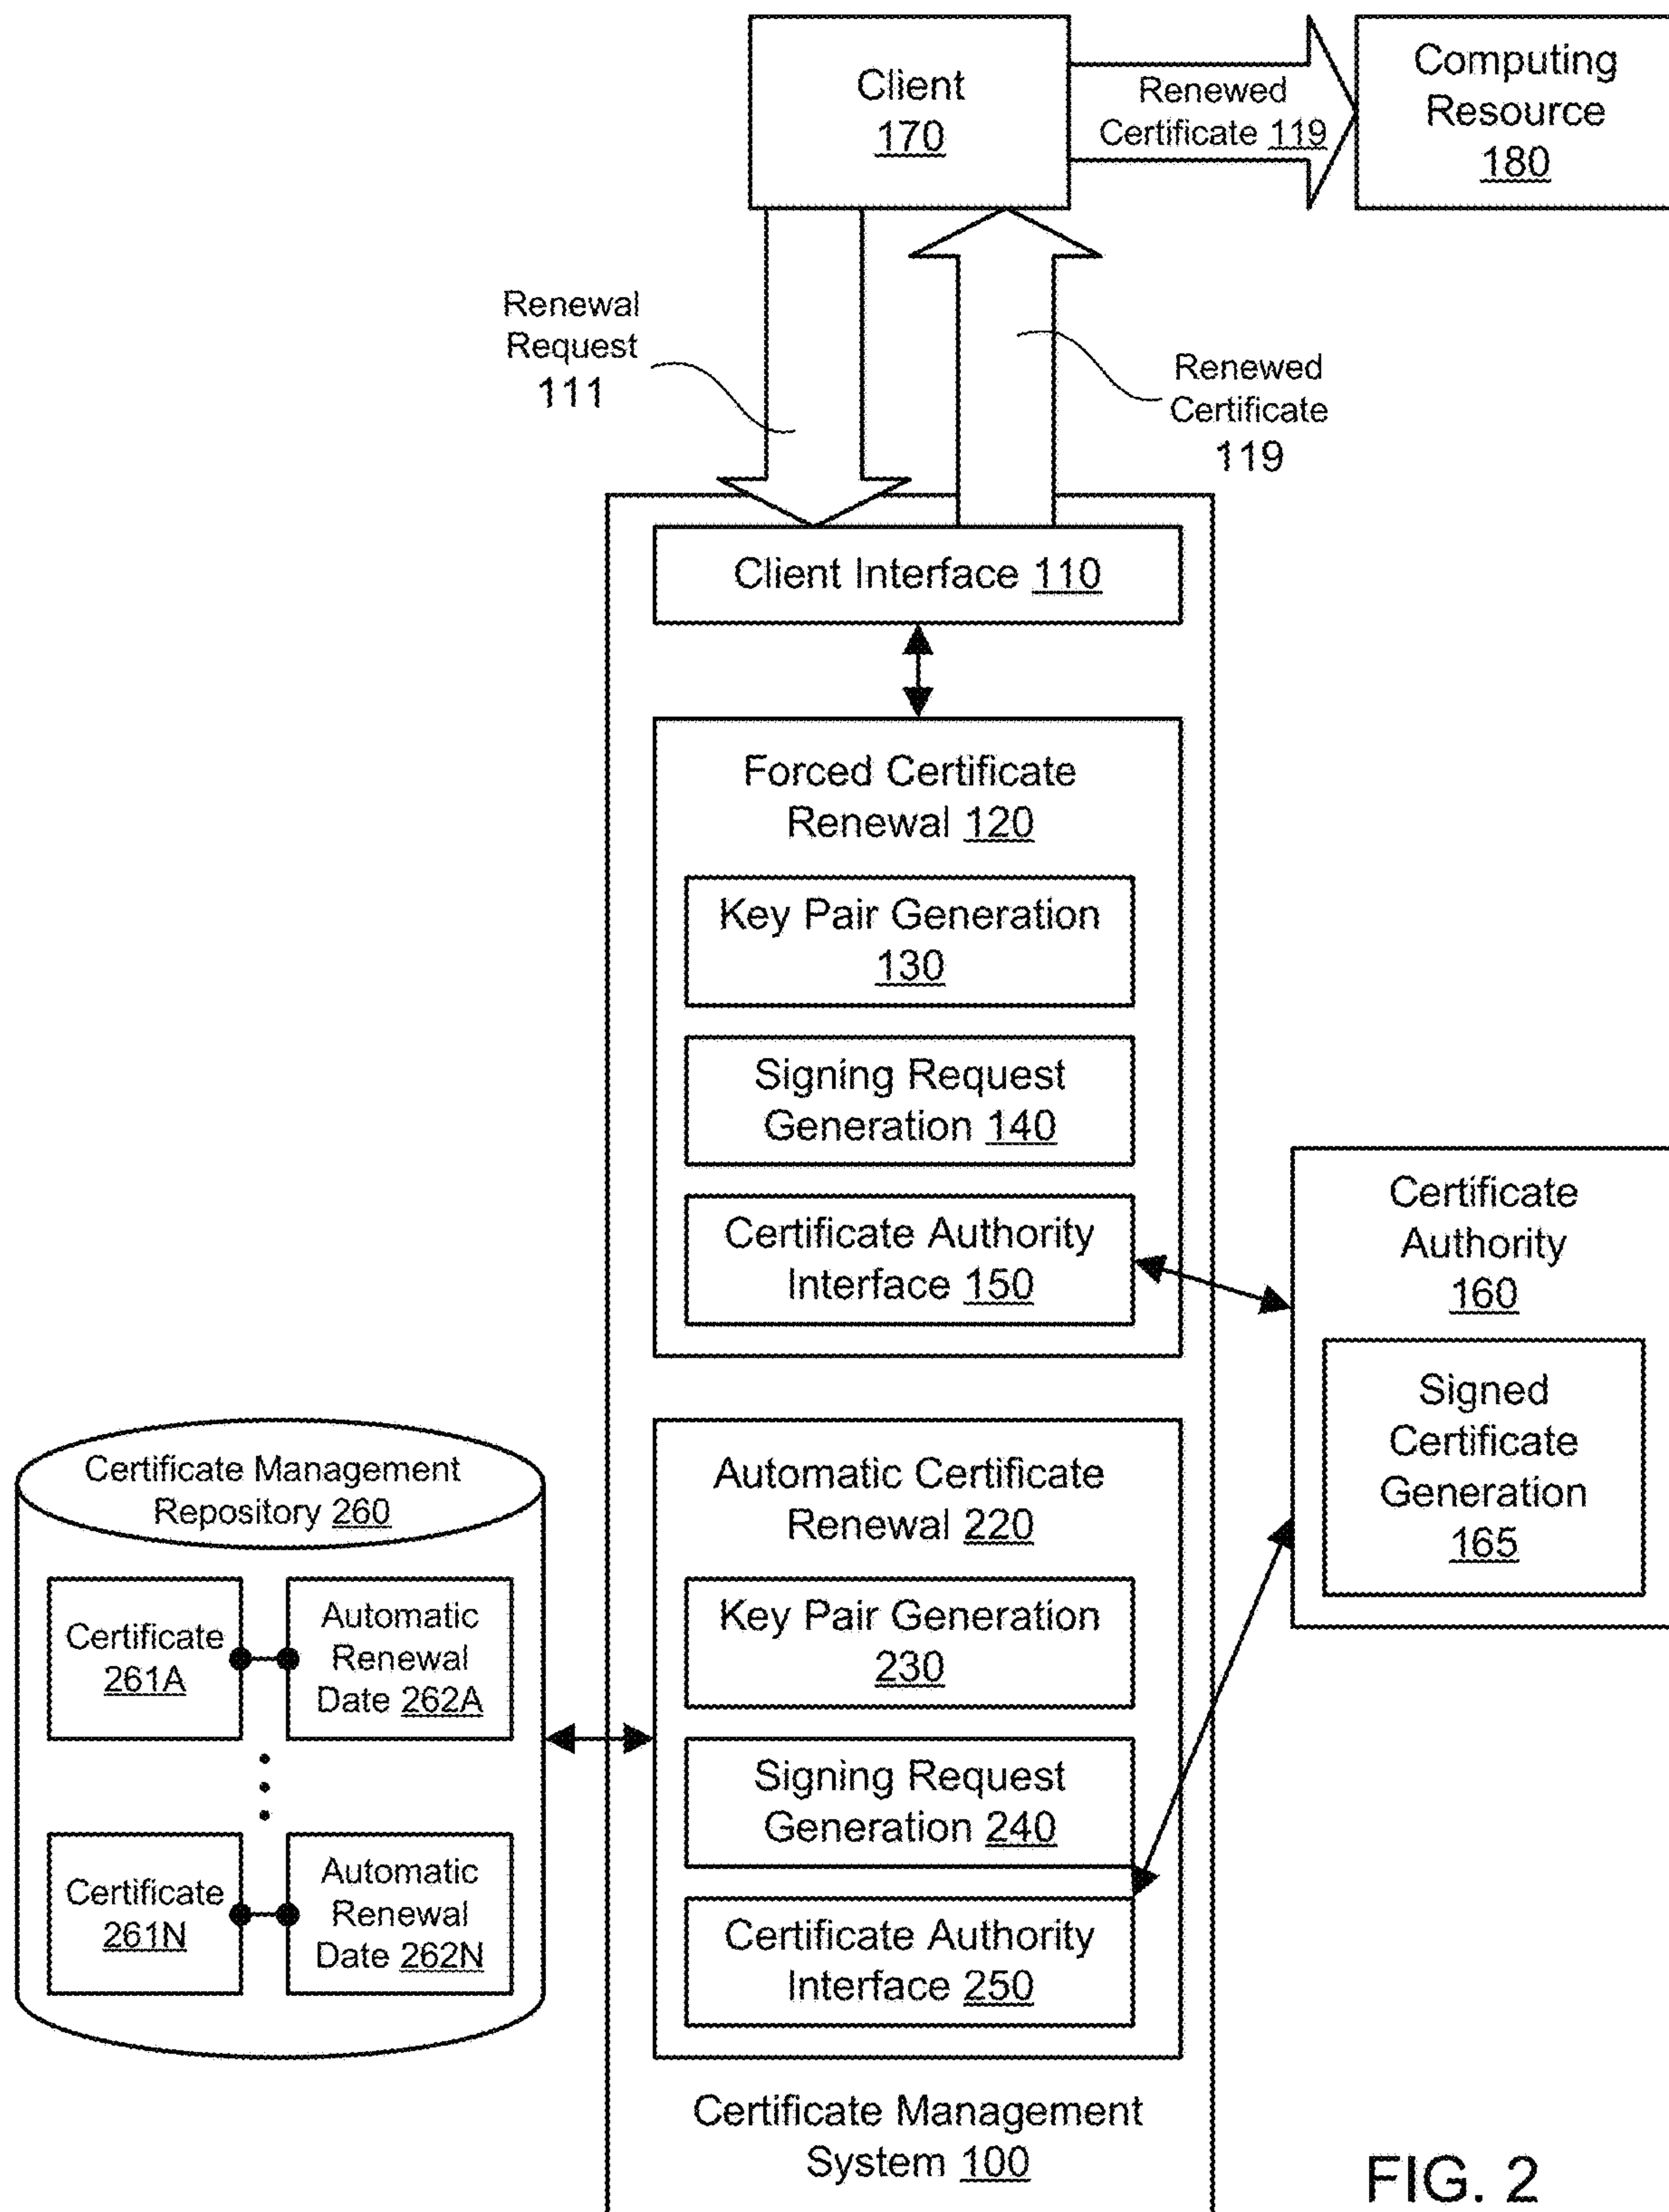 Client
170
Renewed
Certificate 119
Computing
Resource
180
Renewal
Request
111
Renewed
Certificate
119
Client Interface 110
Forced Certificate
Renewal 120
Key Pair Generation
130
Signing Request
Generation 140
Certificate Authority
Interface 150
Certificate
Authority
160
Signed
Certificate
Generation
165
Certificate Management
Repository 260
Certificate
261A
Automatic
Renewal
Date 262A
Certificate
261N
Automatic
Renewal
Date 262N
Automatic Certificate
Renewal 220
Key Pair Generation
230
Signing Request
Generation 240
Certificate Authority
Interface 250
Certificate Management
System 100
FIG. 2